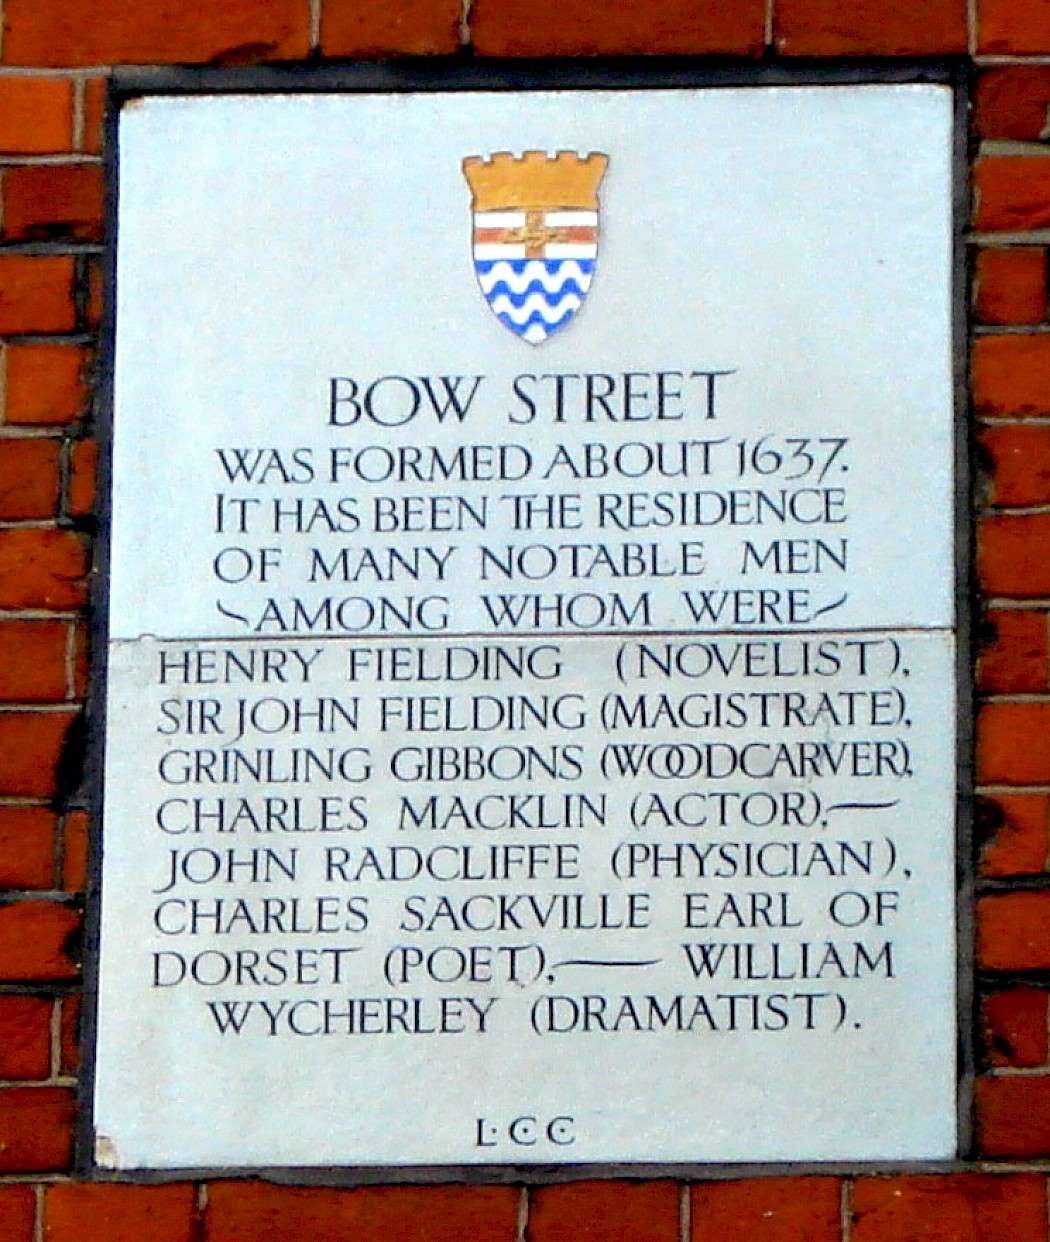 BOW STREET
WAS FORMED ABOUT 1637.
IT HAS BEEN THE RESIDENCE
OF MANY NOTABLE MEN
AMONG WHOM WERE
HENRY FIELDING (NOVELIST),
SIR JOHN FIELDING (MAGISTRATE),
GRINLING GIBBONS (WOODCARVER),
CHARLES MACKLIN (ACTOR),—
JOHN RADCLIFFE (PHYSICIAN),
CHARLES SACKVILLE EARL OF
DORSET (POET),— WILLIAM
WYCHERLEY (DRAMATIST).
L·C·C